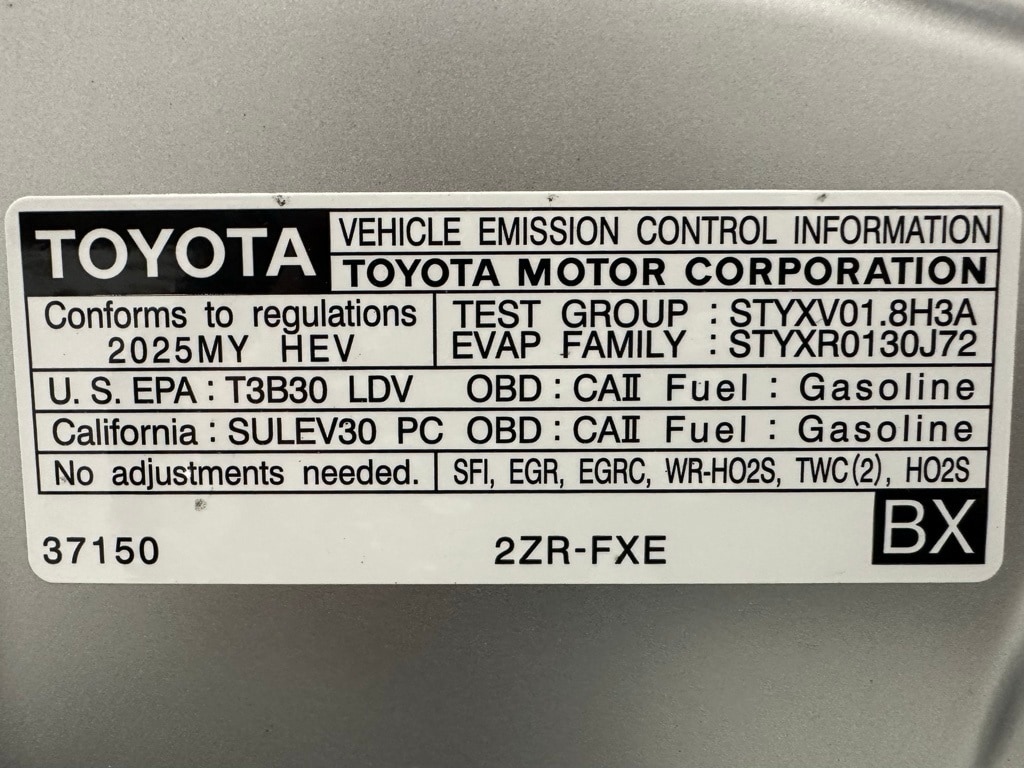 TOYOTA
VEHICLE EMISSION CONTROL INFORMATION
TOYOTA MOTOR CORPORATION
Conforms to regulations
2025MY HEV
TEST GROUP : STYXV01.8H3A
EVAP FAMILY : STYXR0130J72
U. S. EPA : T3B30 LDV OBD : CAⅡ Fuel : Gasoline
California : SULEV30 PC OBD : CAⅡ Fuel : Gasoline
No adjustments needed.
SFI, EGR, EGRC, WR-HO2S, TWC(2), HO2S
37150
2ZR-FXE
BX